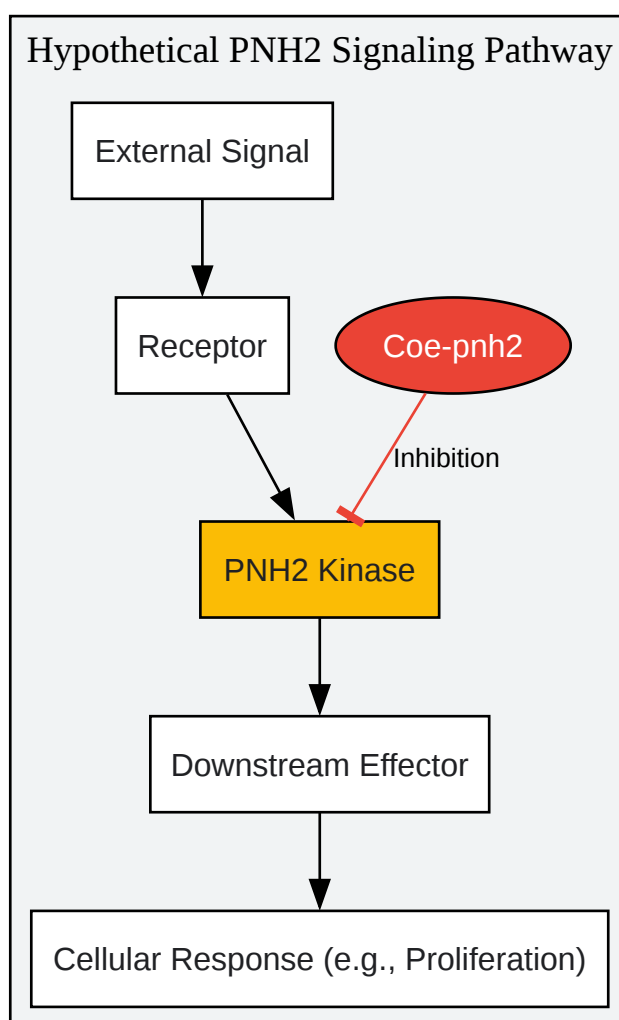 Hypothetical PNH2 Signaling Pathway
External Signal
Receptor
Coe-pnh2
Inhibition
PNH2 Kinase
Downstream Effector
Cellular Response (e.g., Proliferation)